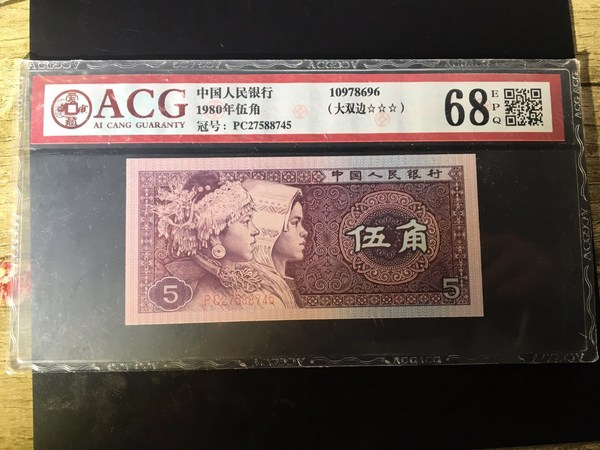 ACG
AI CANG GUARANTY
中国人民银行
1980年伍角
冠号：PC27588745
10978696
（大双边☆☆☆）
68
EPQ
中国人民银行
伍角
5
PC27588745
5